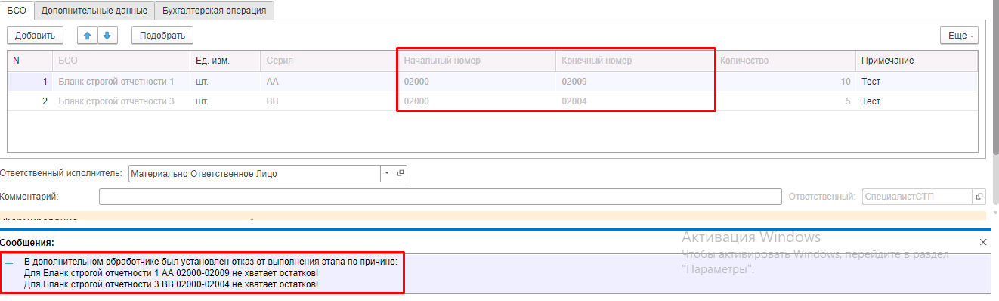 БСО Дополнительные данные Бухгалтерская операция
Добавить Подобрать Еще
N БСО Ед. изм. Серия Начальный номер Конечный номер Количество Примечание
1 Бланк строгой отчетности 1 шт. АА 02000 02009 10 Тест
2 Бланк строгой отчетности 3 шт. ВВ 02000 02004 5 Тест
Ответственный исполнитель: Материально Ответственное Лицо
Комментарий: Ответственный: СпециалистСТП
Сообщения:
Активация Windows
Чтобы активировать Windows, перейдите в раздел
"Параметры".
В дополнительном обработчике был установлен отказ от выполнения этапа по причине:
Для Бланк строгой отчетности 1 АА 02000-02009 не хватает остатков!
Для Бланк строгой отчетности 3 ВВ 02000-02004 не хватает остатков!